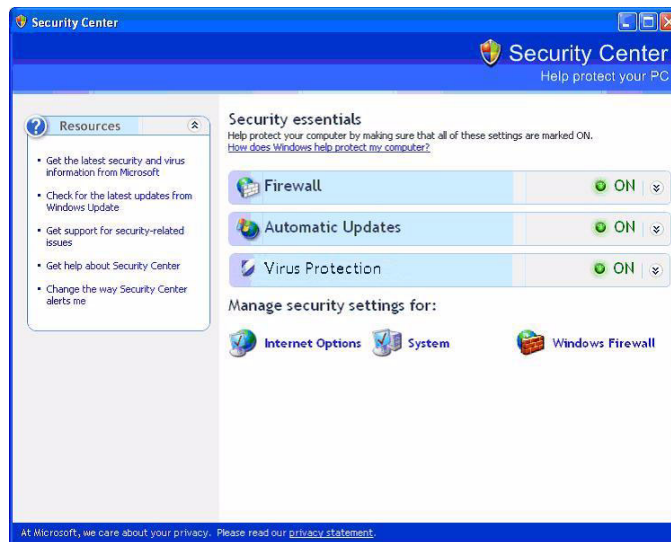 Security Center
Security Center
Help protect your PC
Resources
Get the latest security and virus
information from Microsoft
Check for the latest updates from
Windows Update
Get support for security-related
issues
Get help about Security Center
Change the way Security Center
alerts me
Security essentials
Help protect your computer by making sure that all of these settings are marked ON.
How does Windows help protect my computer?
Firewall ON
Automatic Updates ON
Virus Protection ON
Manage security settings for:
Internet Options System Windows Firewall
At Microsoft, we care about your privacy. Please read our privacy statement.